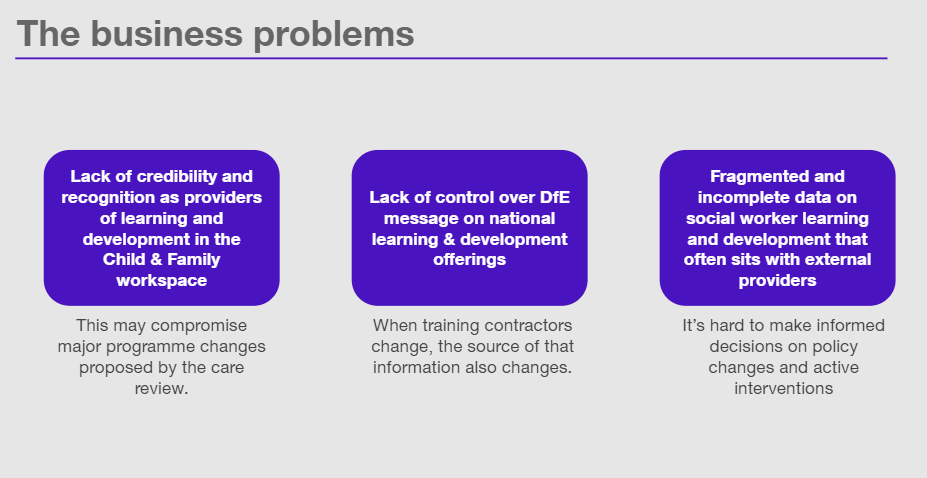 The business problems
Lack of credibility and
recognition as providers
of learning and
development in the
Child & Family
workspace
This may compromise
major programme changes
proposed by the care
review.
Lack of control over DfE
message on national
learning & development
offerings
When training contractors
change, the source of that
information also changes.
Fragmented and
incomplete data on
social worker learning
and development that
often sits with external
providers
It's hard to make informed
decisions on policy
changes and active
interventions